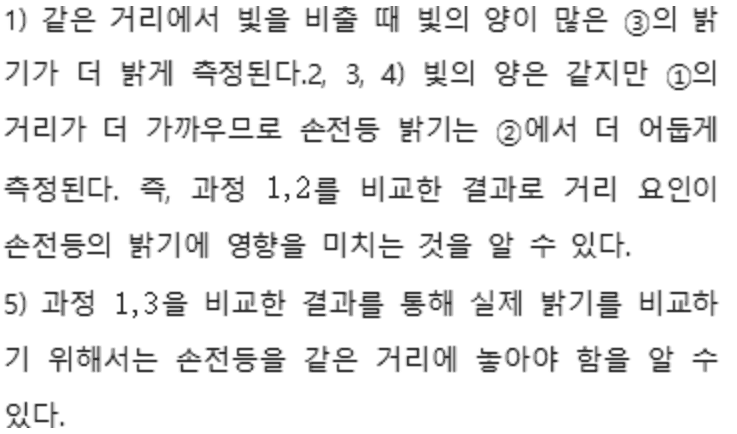 1) 같은 거리에서 빛을 비출 때 빛의 양이 많은 ③의 밝
기가 더 밝게 측정된다.2, 3, 4) 빛의 양은 같지만 ①의
거리가 더 가까우므로 손전등 밝기는 ②에서 더 어둡게
측정된다. 즉, 과정 1,2를 비교한 결과로 거리 요인이
손전등의 밝기에 영향을 미치는 것을 알 수 있다.
5) 과정 1,3을 비교한 결과를 통해 실제 밝기를 비교하
기 위해서는 손전등을 같은 거리에 놓아야 함을 알 수
있다.